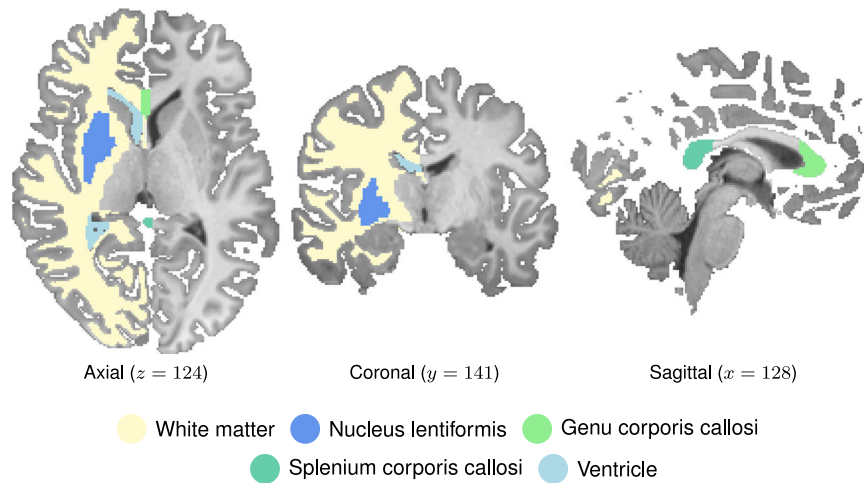 Axial (z = 124)
Coronal (y = 141)
Sagittal (x = 128)
White matter
Nucleus lentiformis
Genu corporis callosi
Splenium corporis callosi
Ventricle